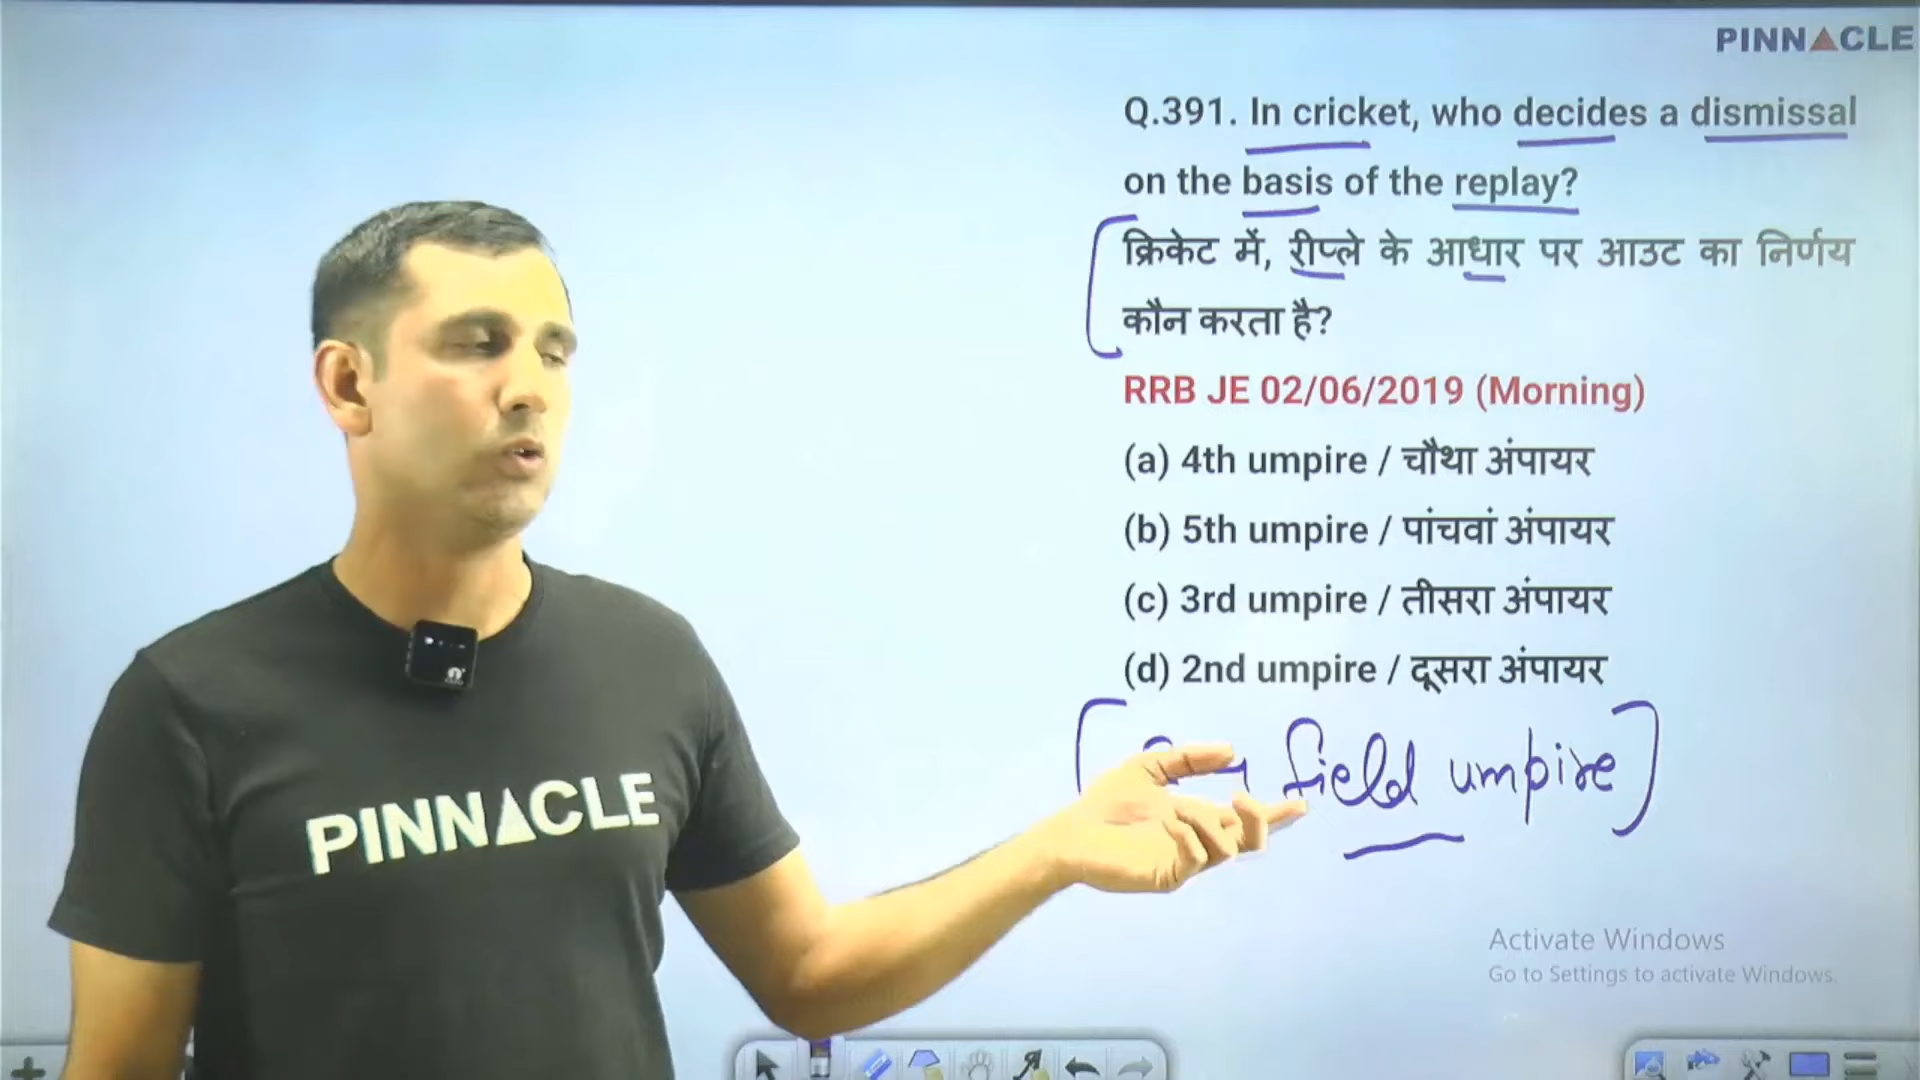 PINNACLE
Q.391. In cricket, who decides a dismissal
on the basis of the replay?
क्रिकेट में, रीप्ले के आधार पर आउट का निर्णय
कौन करता है?
RRB JE 02/06/2019 (Morning)
(a) 4th umpire / चौथा अंपायर
(b) 5th umpire / पांचवां अंपायर
(c) 3rd umpire / तीसरा अंपायर
(d) 2nd umpire / दूसरा अंपायर
field umpire
PINNACLE
Activate Windows
Go to Settings to activate Windows.